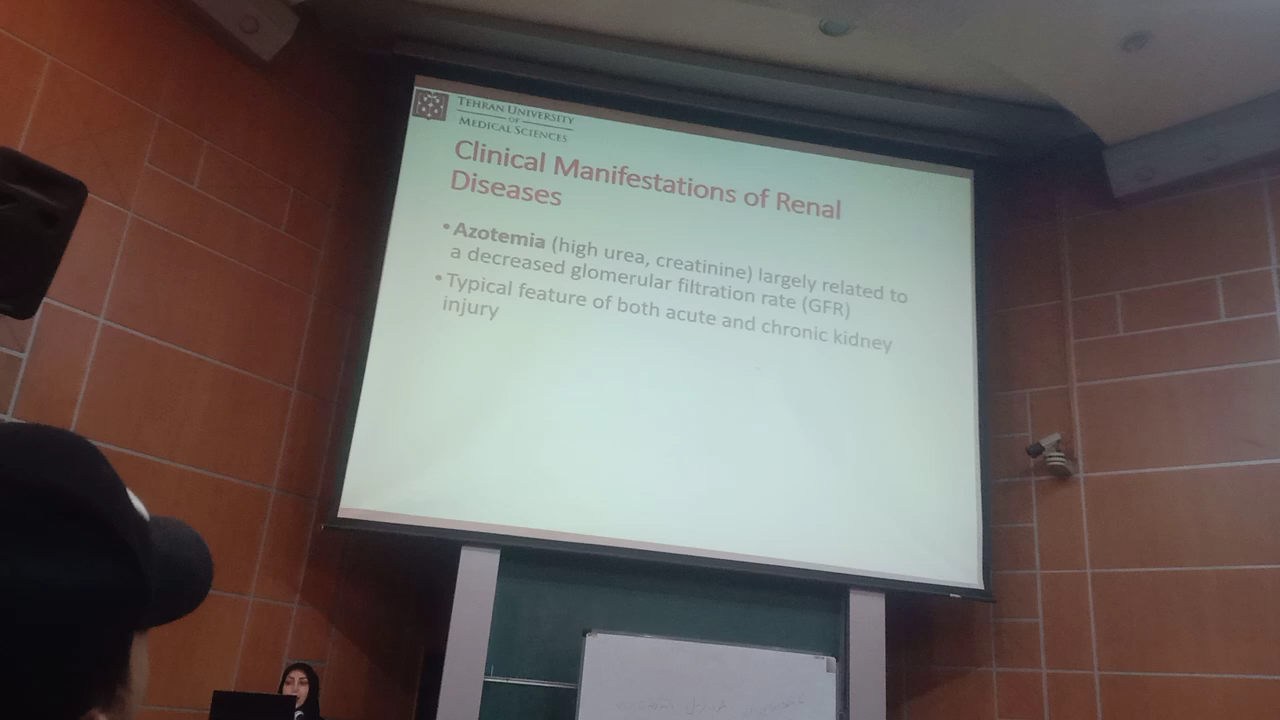 TEHRAN UNIVERSITY
OF
MEDICAL SCIENCES
Clinical Manifestations of Renal
Diseases
•Azotemia (high urea, creatinine) largely related to
a decreased glomerular filtration rate (GFR)
•Typical feature of both acute and chronic kidney
injury